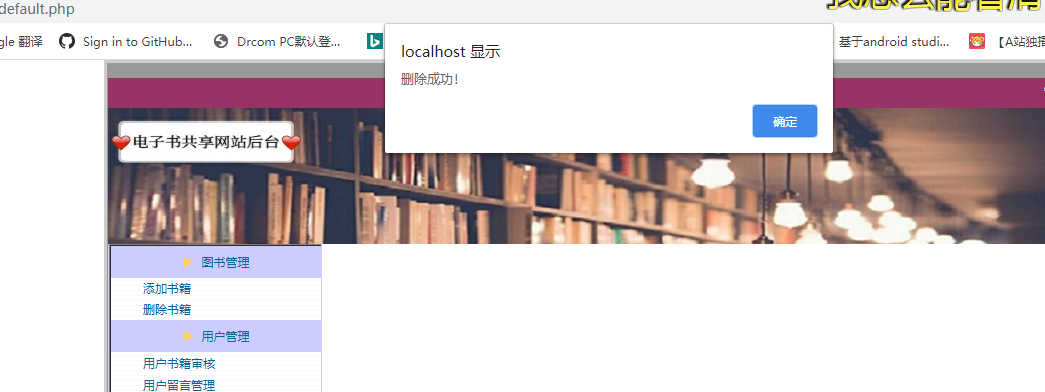 default.php
gle 翻译 Sign in to GitHub... Drcom PC默认登... 基于android studi... 【A站独播
localhost 显示
删除成功!
确定
电子书共享网站后台
图书管理
添加书籍
删除书籍
用户管理
用户书籍审核
用户留言管理